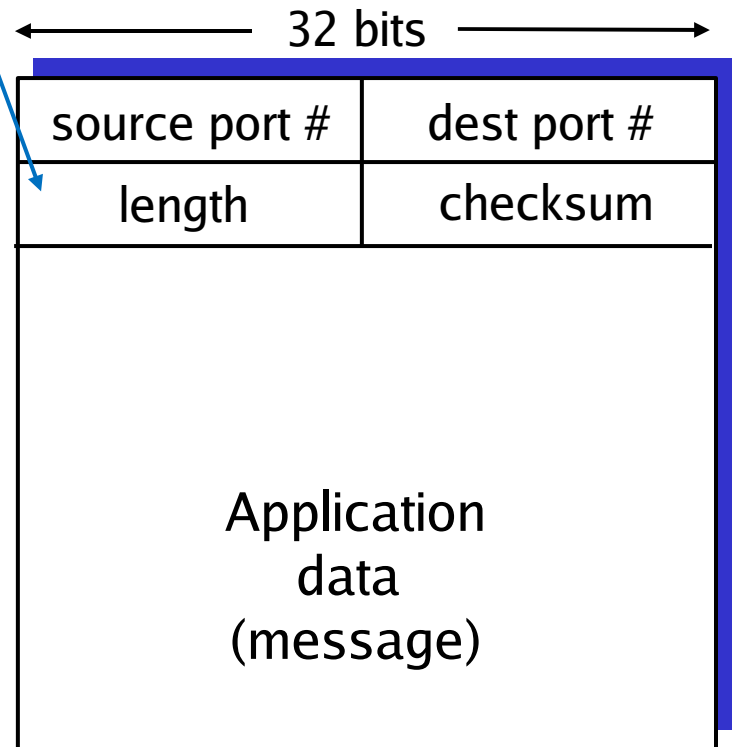 32 bits
source port # dest port #
length checksum
Application
data
(message)